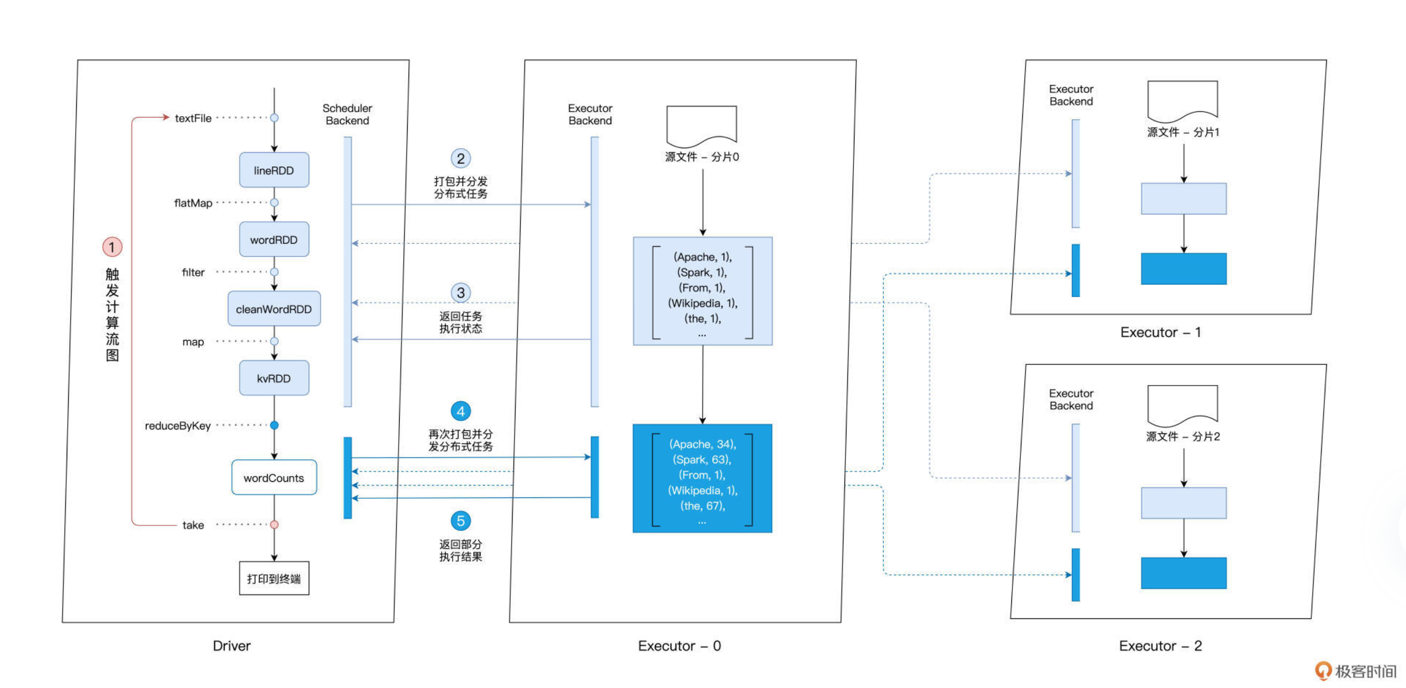 textFile
lineRDD
flatMap
wordRDD
filter
cleanWordRDD
map
kvRDD
reduceByKey
wordCounts
take
打印到终端
1
触发计算流图
Driver
Scheduler
Backend
2
打包并分发
分布式任务
3
返回任务
执行状态
4
再次打包并分
发分布式任务
5
返回部分
执行结果
Executor
Backend
源文件 - 分片0
(Apache, 1),
(Spark, 1),
(From, 1),
(Wikipedia, 1),
(the, 1),
...
(Apache, 34),
(Spark, 63),
(From, 1),
(Wikipedia, 1),
(the, 67),
...
Executor - 0
Executor
Backend
源文件 - 分片1
Executor - 1
Executor
Backend
源文件 - 分片2
Executor - 2
极客时间